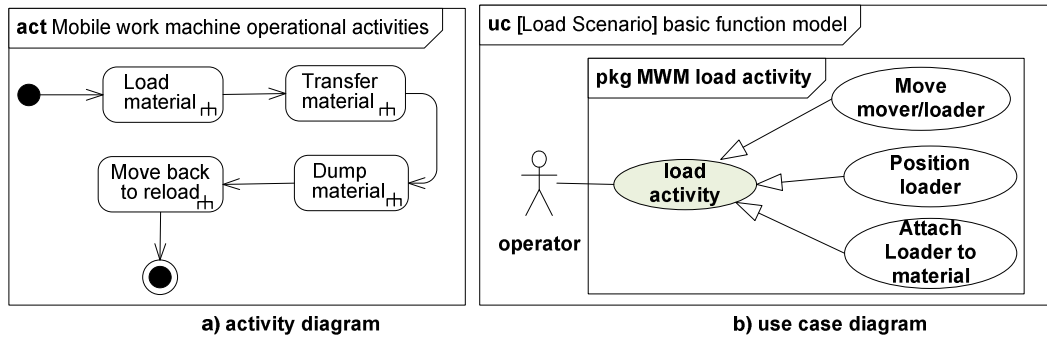 act Mobile work machine operational activities
Load
material
Transfer
material
Move back
to reload
Dump
material
a) activity diagram
uc [Load Scenario] basic function model
pkg MWM load activity
Move
mover/loader
load
activity
Position
loader
Attach
Loader to
material
operator
b) use case diagram